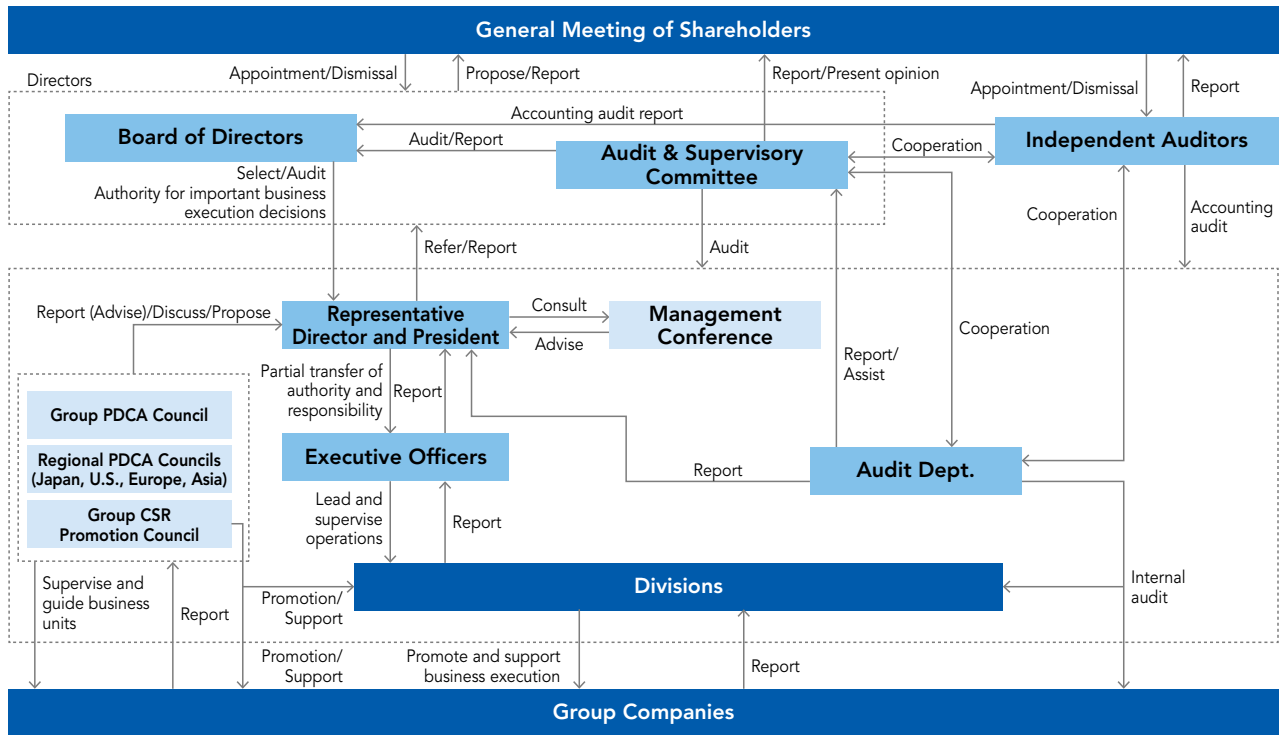 General Meeting of Shareholders
Directors
Appointment/Dismissal
Propose/Report
Report/Present opinion
Appointment/Dismissal
Report
Accounting audit report
Board of Directors
Audit/Report
Audit & Supervisory
Committee
Cooperation
Independent Auditors
Select/Audit
Authority for important business
execution decisions
Refer/Report
Audit
Cooperation
Accounting
audit
Report (Advise)/Discuss/Propose
Representative
Director and President
Consult
Advise
Management
Conference
Cooperation
Report/
Assist
Partial transfer of
authority and
responsibility
Report
Group PDCA Council
Regional PDCA Councils
(Japan, U.S., Europe, Asia)
Group CSR
Promotion Council
Executive Officers
Report
Audit Dept.
Lead and
supervise
operations
Report
Divisions
Supervise and
guide business
units
Report
Promotion/
Support
Internal
audit
Promotion/
Support
Promote and support
business execution
Report
Group Companies